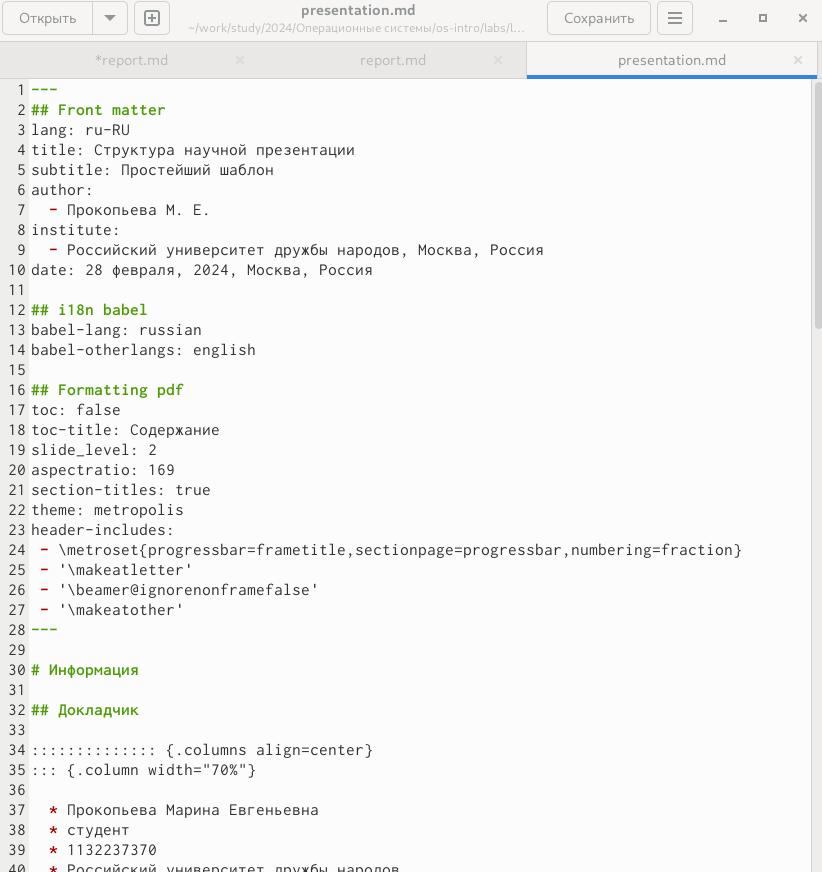 Открыть
presentation.md
~/work/study/2024/Операционные системы/os-intro/labs/l…
Сохранить
*report.md
report.md
presentation.md
1 ---
2 ## Front matter
3 lang: ru-RU
4 title: Структура научной презентации
5 subtitle: Простейший шаблон
6 author:
7   - Прокопьева М. Е.
8 institute:
9   - Российский университет дружбы народов, Москва, Россия
10 date: 28 февраля, 2024, Москва, Россия
11
12 ## i18n babel
13 babel-lang: russian
14 babel-otherlangs: english
15
16 ## Formatting pdf
17 toc: false
18 toc-title: Содержание
19 slide_level: 2
20 aspectratio: 169
21 section-titles: true
22 theme: metropolis
23 header-includes:
24  - \metroset{progressbar=frametitle,sectionpage=progressbar,numbering=fraction}
25  - '\makeatletter'
26  - '\beamer@ignorenonframefalse'
27  - '\makeatother'
28 ---
29
30 # Информация
31
32 ## Докладчик
33
34 :::::::::::::: {.columns align=center}
35 ::: {.column width="70%"}
36
37   * Прокопьева Марина Евгеньевна
38   * студент
39   * 1132237370
40   * Российский университет дружбы народов